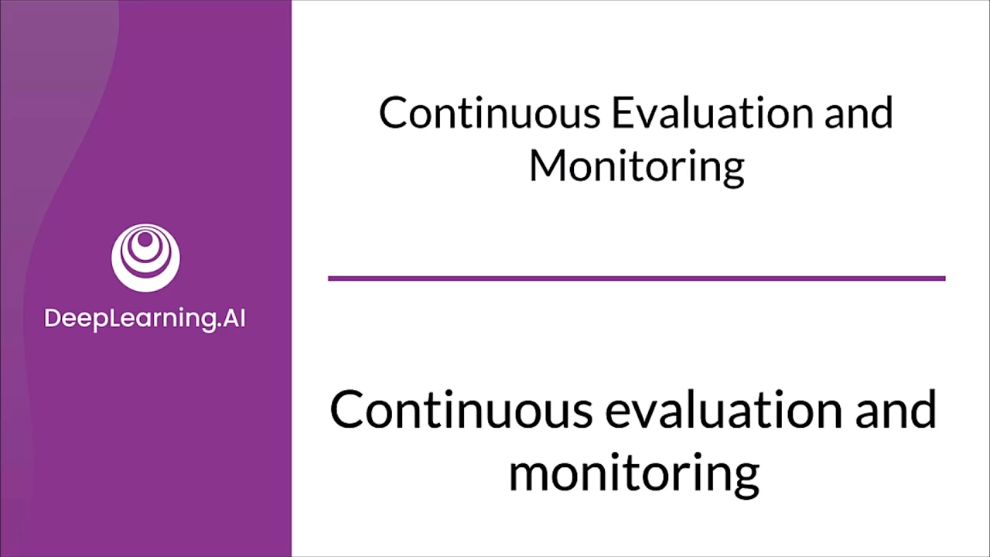 Continuous Evaluation and
Monitoring
DeepLearning.AI
Continuous evaluation and
monitoring